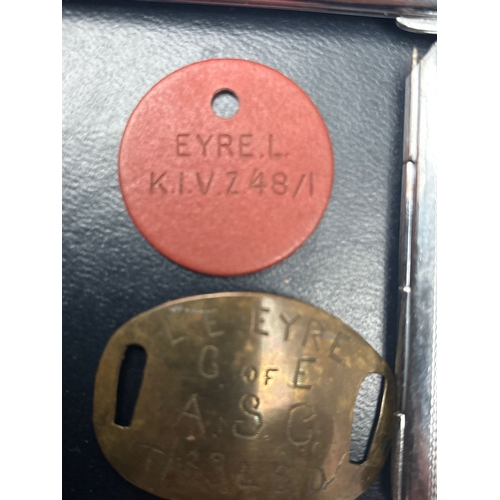 EYRE.L.
K.I.V.Z48/1
L E EYRE
C OF E
A.S.C.